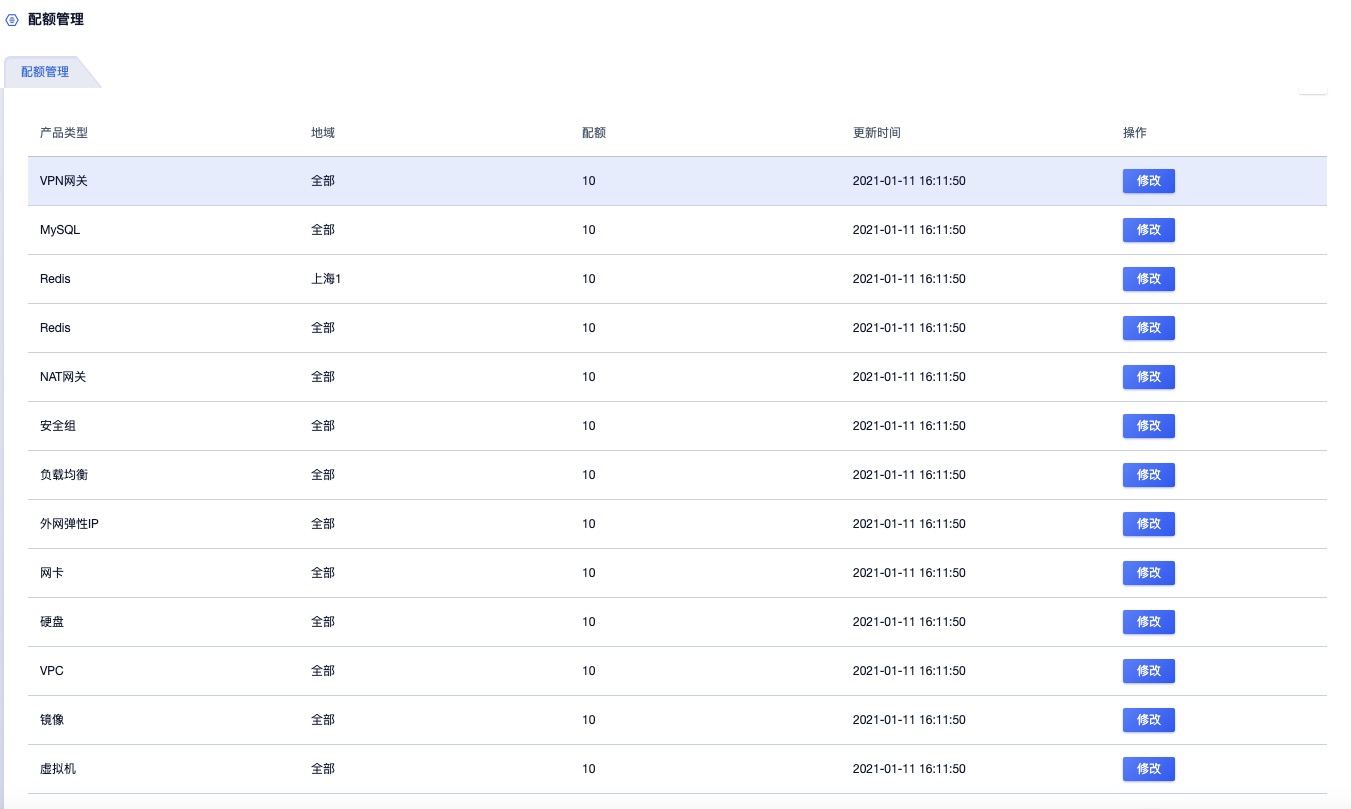 配额管理
配额管理
产品类型 地域 配额 更新时间 操作
VPN网关 全部 10 2021-01-11 16:11:50 修改
MySQL 全部 10 2021-01-11 16:11:50 修改
Redis 上海1 10 2021-01-11 16:11:50 修改
Redis 全部 10 2021-01-11 16:11:50 修改
NAT网关 全部 10 2021-01-11 16:11:50 修改
安全组 全部 10 2021-01-11 16:11:50 修改
负载均衡 全部 10 2021-01-11 16:11:50 修改
外网弹性IP 全部 10 2021-01-11 16:11:50 修改
网卡 全部 10 2021-01-11 16:11:50 修改
硬盘 全部 10 2021-01-11 16:11:50 修改
VPC 全部 10 2021-01-11 16:11:50 修改
镜像 全部 10 2021-01-11 16:11:50 修改
虚拟机 全部 10 2021-01-11 16:11:50 修改